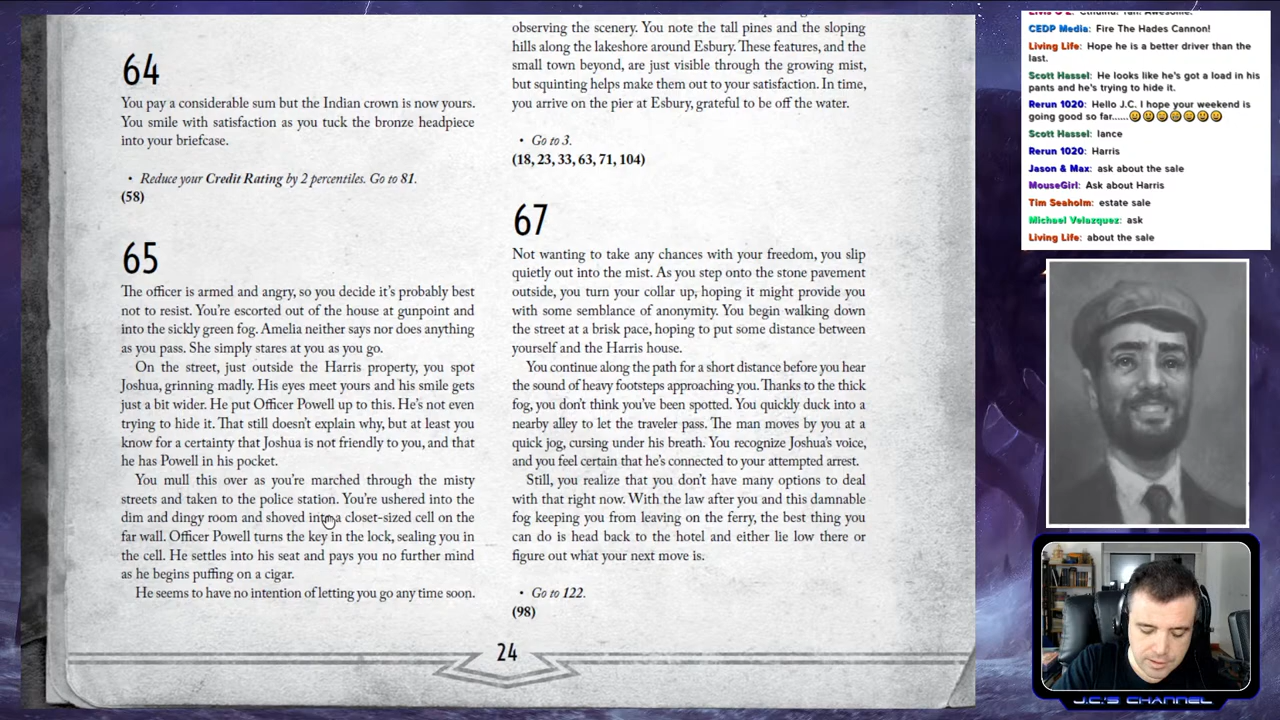 64
You pay a considerable sum but the Indian crown is now yours.
You smile with satisfaction as you tuck the bronze headpiece
into your briefcase.
• Reduce your Credit Rating by 2 percentiles. Go to 81.
(58)
65
The officer is armed and angry, so you decide it's probably best
not to resist. You're escorted out of the house at gunpoint and
into the sickly green fog. Amelia neither says nor does anything
as you pass. She simply stares at you as you go.
On the street, just outside the Harris property, you spot
Joshua, grinning madly. His eyes meet yours and his smile gets
just a bit wider. He put Officer Powell up to this. He's not even
trying to hide it. That still doesn't explain why, but at least you
know for a certainty that Joshua is not friendly to you, and that
he has Powell in his pocket.
You mull this over as you're marched through the misty
streets and taken to the police station. You're ushered into the
dim and dingy room and shoved into a closet-sized cell on the
far wall. Officer Powell turns the key in the lock, sealing you in
the cell. He settles into his seat and pays you no further mind
as he begins puffing on a cigar.
He seems to have no intention of letting you go any time soon.
observing the scenery. You note the tall pines and the sloping
hills along the lakeshore around Esbury. These features, and the
small town beyond, are just visible through the growing mist,
but squinting helps make them out to your satisfaction. In time,
you arrive on the pier at Esbury, grateful to be off the water.
• Go to 3.
(18, 23, 33, 63, 71, 104)
67
Not wanting to take any chances with your freedom, you slip
quietly out into the mist. As you step onto the stone pavement
outside, you turn your collar up, hoping it might provide you
with some semblance of anonymity. You begin walking down
the street at a brisk pace, hoping to put some distance between
yourself and the Harris house.
You continue along the path for a short distance before you hear
the sound of heavy footsteps approaching you. Thanks to the thick
fog, you don't think you've been spotted. You quickly duck into a
nearby alley to let the traveler pass. The man moves by you at a
quick jog, cursing under his breath. You recognize Joshua's voice,
and you feel certain that he's connected to your attempted arrest.
Still, you realize that you don't have many options to deal
with that right now. With the law after you and this damnable
fog keeping you from leaving on the ferry, the best thing you
can do is head back to the hotel and either lie low there or
figure out what your next move is.
• Go to 122.
(98)
24
CEDP Media: Fire The Hades Cannon!
Living Life: Hope he is a better driver than the
last.
Scott Hassel: He looks like he's got a load in his
pants and he's trying to hide it.
Rerun 1020: Hello J.C. I hope your weekend is
going good so far......
Scott Hassel: lance
Rerun 1020: Harris
Jason & Max: ask about the sale
MouseGirl: Ask about Harris
Tim Seaholm: estate sale
Michael Velazquez: ask
Living Life: about the sale
J.C.'S CHANNEL